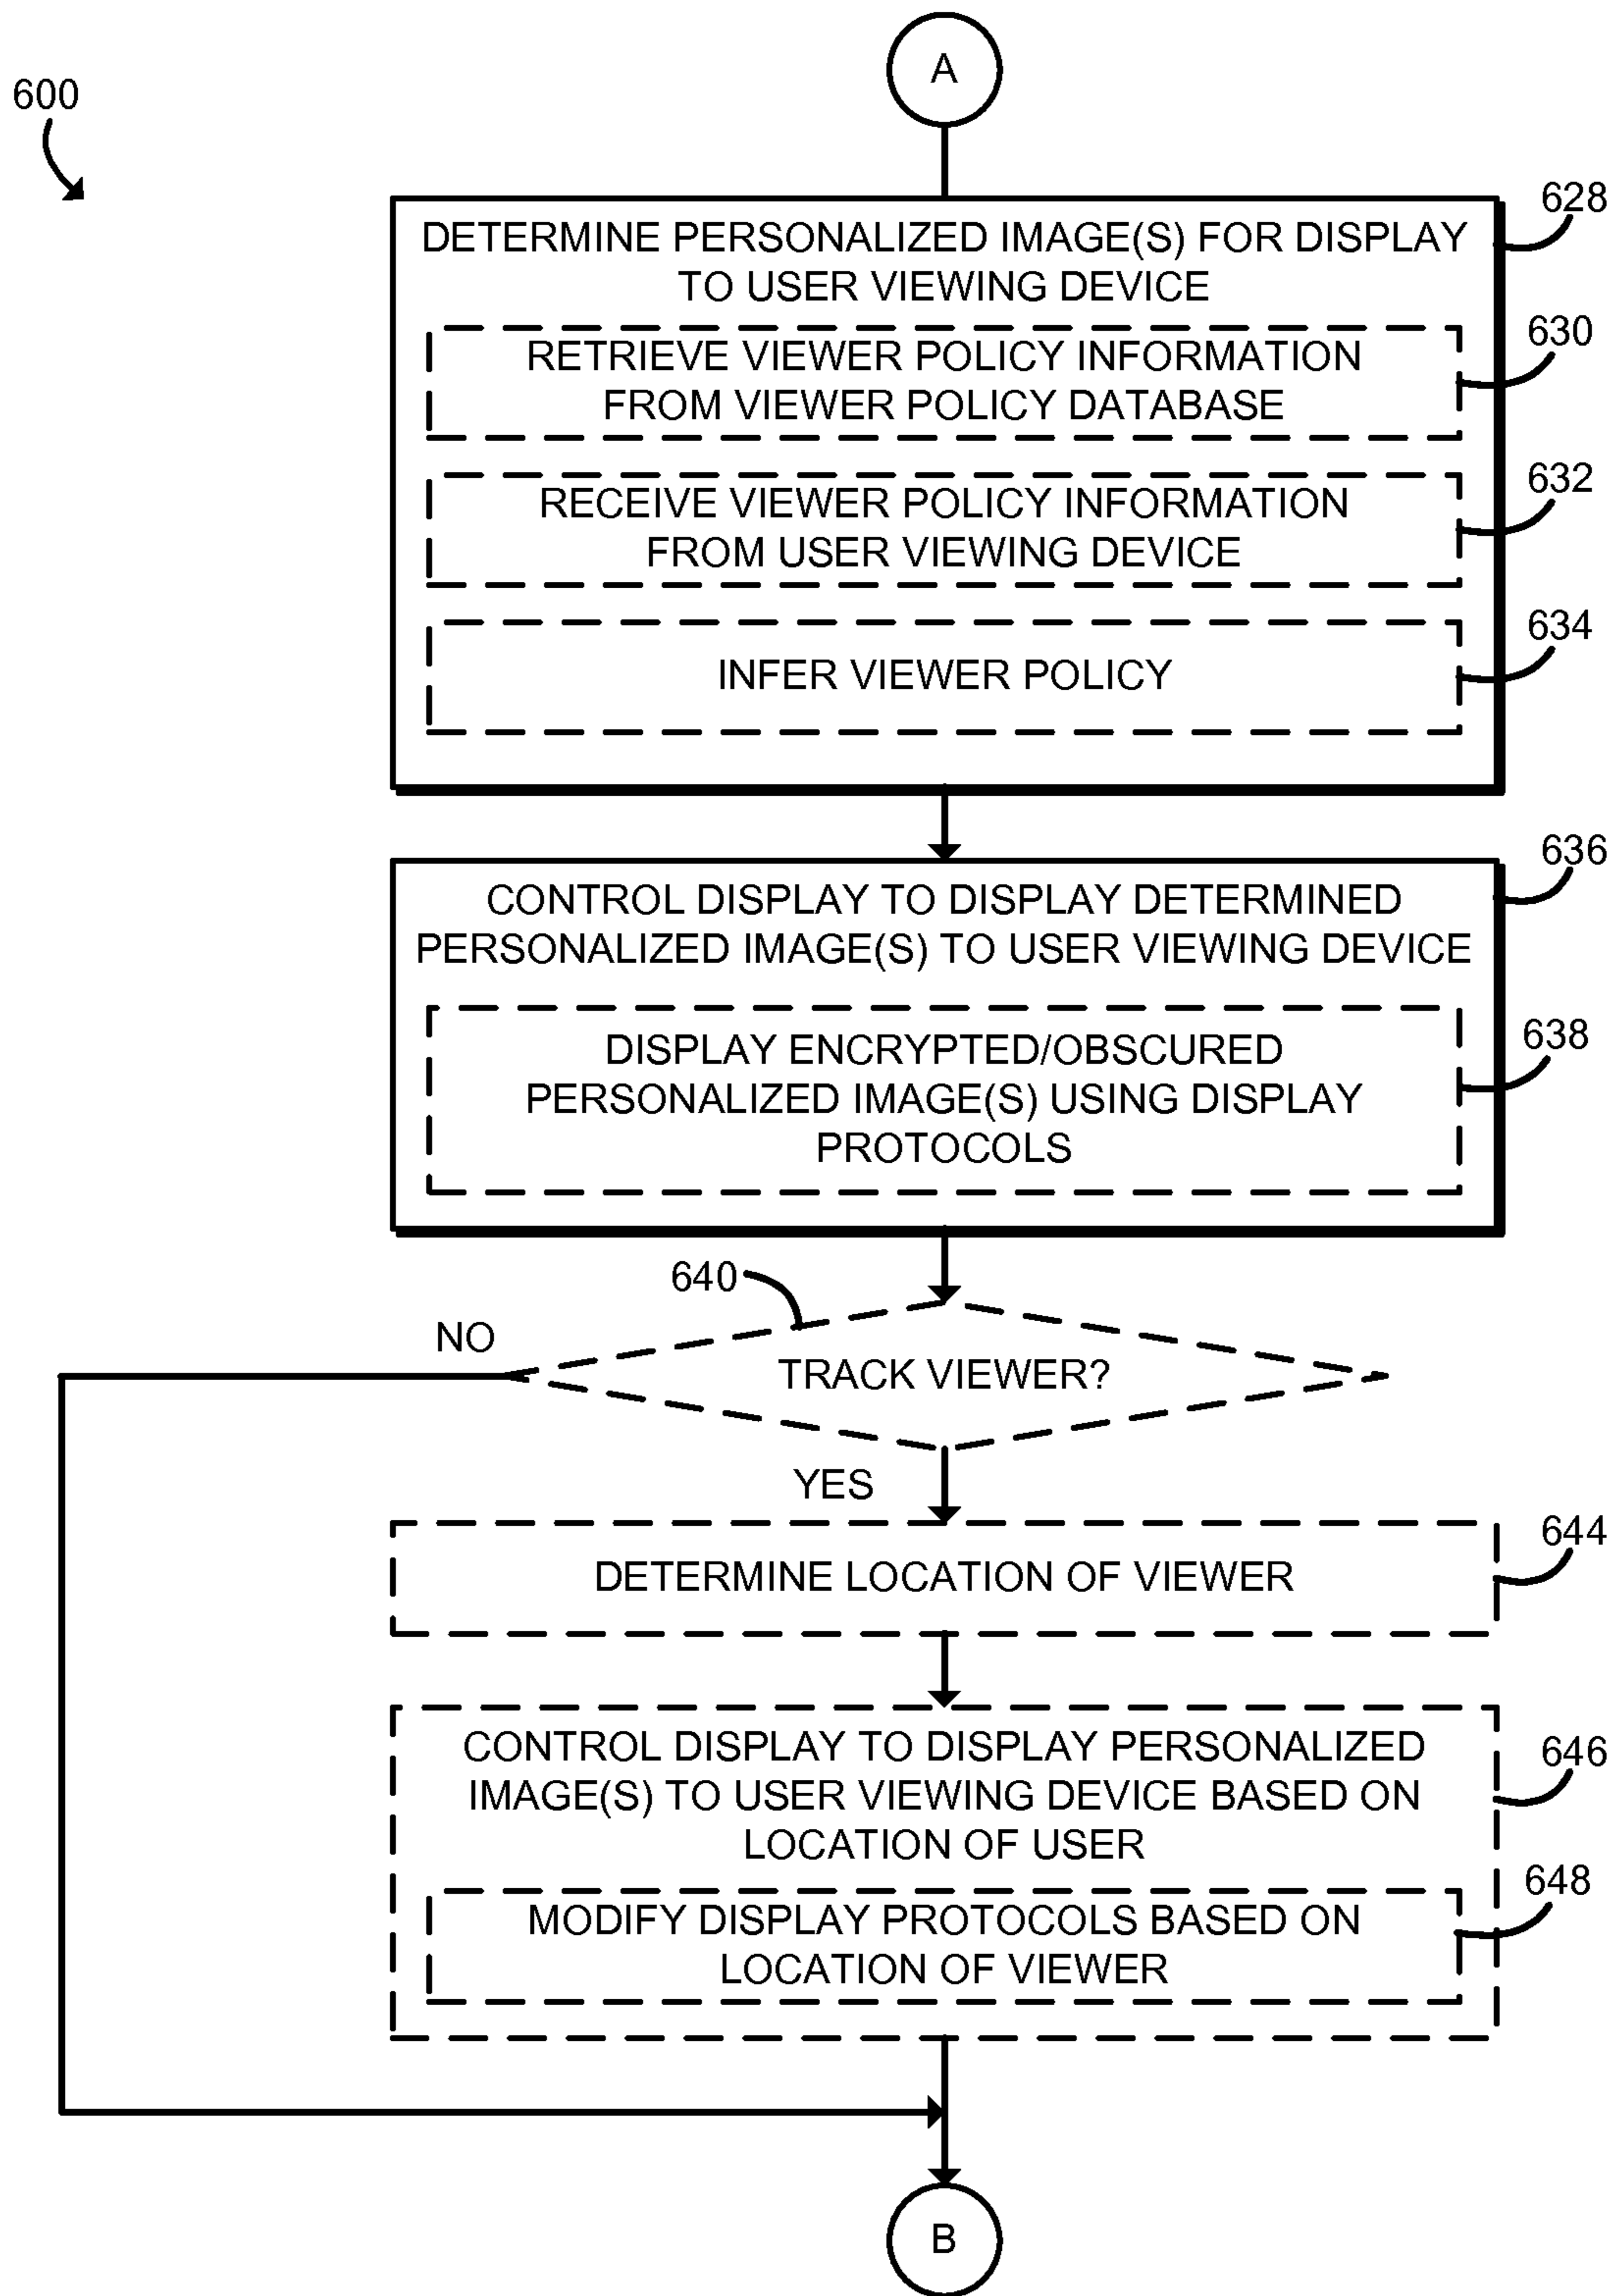 A
600
628
DETERMINE PERSONALIZED IMAGE(S) FOR DISPLAY
TO USER VIEWING DEVICE
630
RETRIEVE VIEWER POLICY INFORMATION
FROM VIEWER POLICY DATABASE
632
RECEIVE VIEWER POLICY INFORMATION
FROM USER VIEWING DEVICE
634
INFER VIEWER POLICY
636
CONTROL DISPLAY TO DISPLAY DETERMINED
PERSONALIZED IMAGE(S) TO USER VIEWING DEVICE
638
DISPLAY ENCRYPTED/OBSCURED
PERSONALIZED IMAGE(S) USING DISPLAY
PROTOCOLS
640
NO
TRACK VIEWER?
YES
644
DETERMINE LOCATION OF VIEWER
646
CONTROL DISPLAY TO DISPLAY PERSONALIZED
IMAGE(S) TO USER VIEWING DEVICE BASED ON
LOCATION OF USER
648
MODIFY DISPLAY PROTOCOLS BASED ON
LOCATION OF VIEWER
B